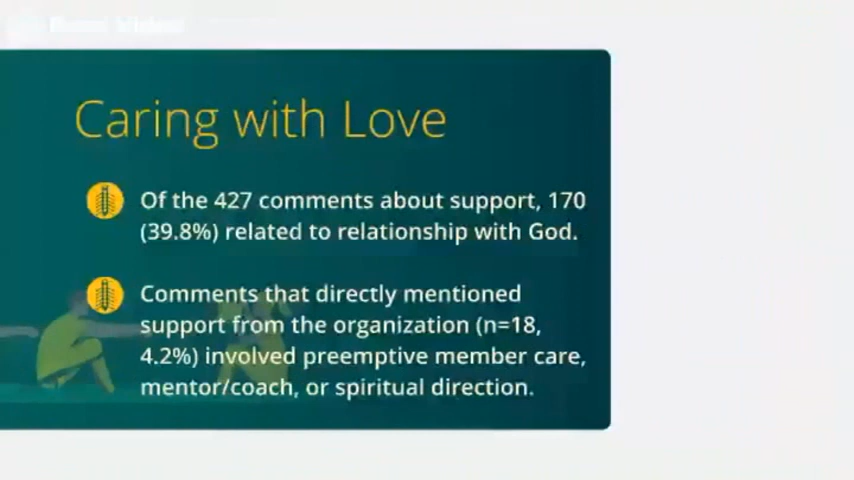 Caring with Love
Of the 427 comments about support, 170
(39.8%) related to relationship with God.
Comments that directly mentioned
support from the organization (n=18,
4.2%) involved preemptive member care,
mentor/coach, or spiritual direction.